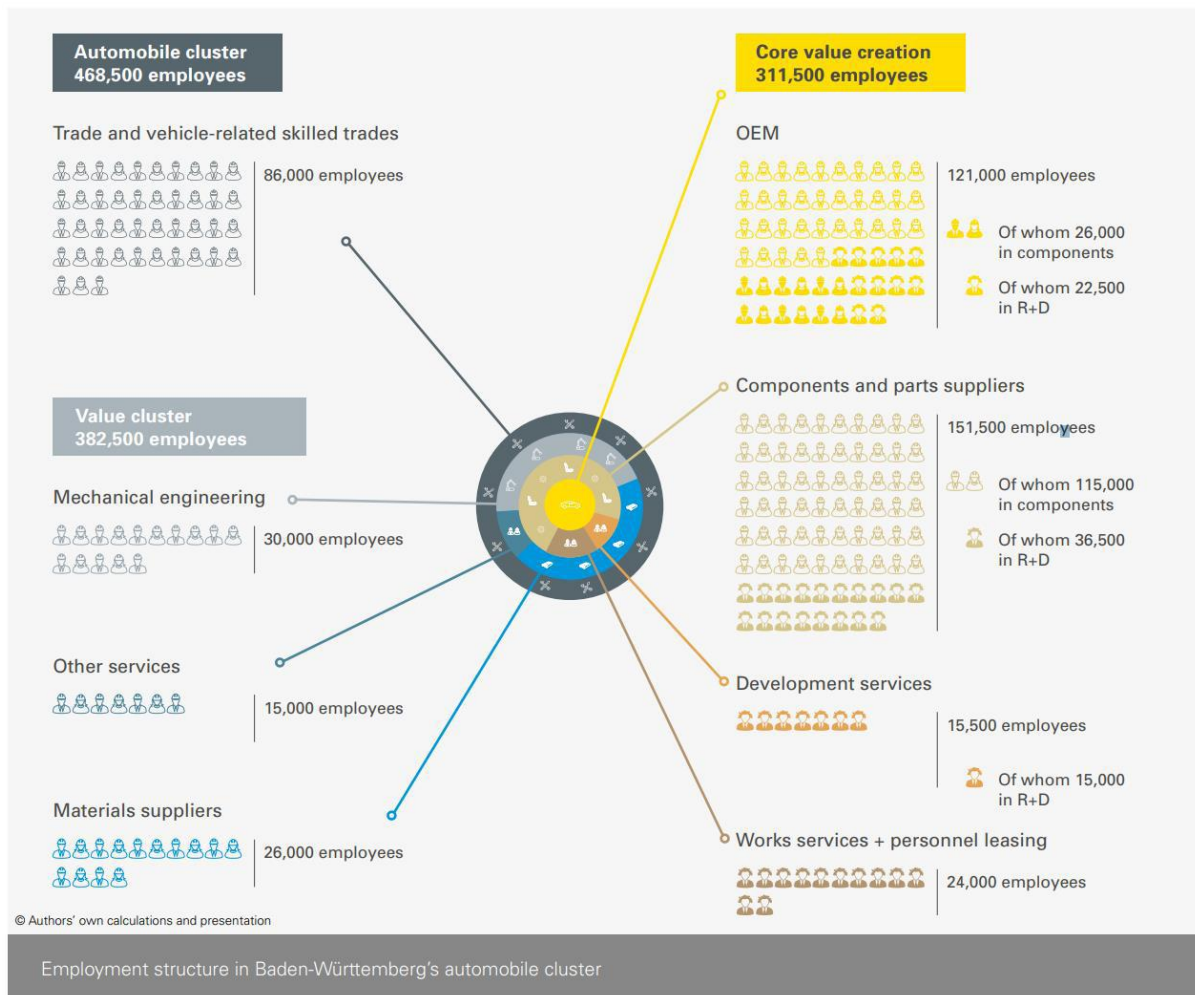 Automobile cluster
468,500 employees
Trade and vehicle-related skilled trades
86,000 employees
Value cluster
382,500 employees
Mechanical engineering
30,000 employees
Other services
15,000 employees
Materials suppliers
26,000 employees
Core value creation
311,500 employees
OEM
121,000 employees
Of whom 26,000
in components
Of whom 22,500
in R+D
Components and parts suppliers
151,500 employees
Of whom 115,000
in components
Of whom 36,500
in R+D
Development services
15,500 employees
Of whom 15,000
in R+D
Works services + personnel leasing
24,000 employees
© Authors' own calculations and presentation
Employment structure in Baden-Württemberg's automobile cluster